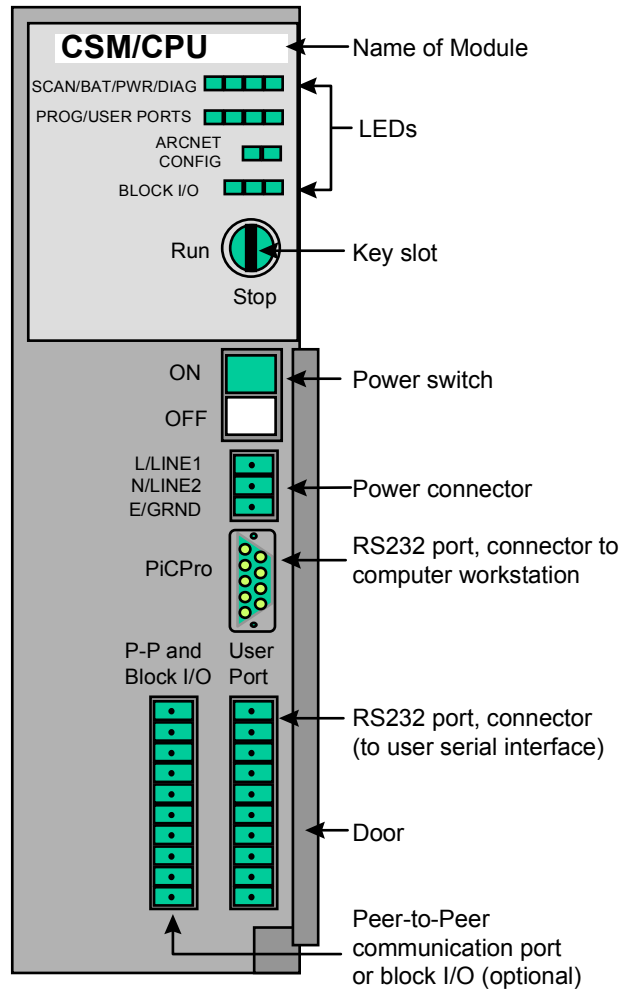 CSM/CPU
Name of Module
SCAN/BAT/PWR/DIAG
PROG/USER PORTS
LEDs
ARCNET
CONFIG
BLOCK I/O
Run
Key slot
Stop
ON
Power switch
OFF
L/LINE1
N/LINE2
Power connector
E/GRND
RS232 port, connector to
computer workstation
PiCPro
P-P and
Block I/O
User
Port
RS232 port, connector
(to user serial interface)
Door
Peer-to-Peer
communication port
or block I/O (optional)